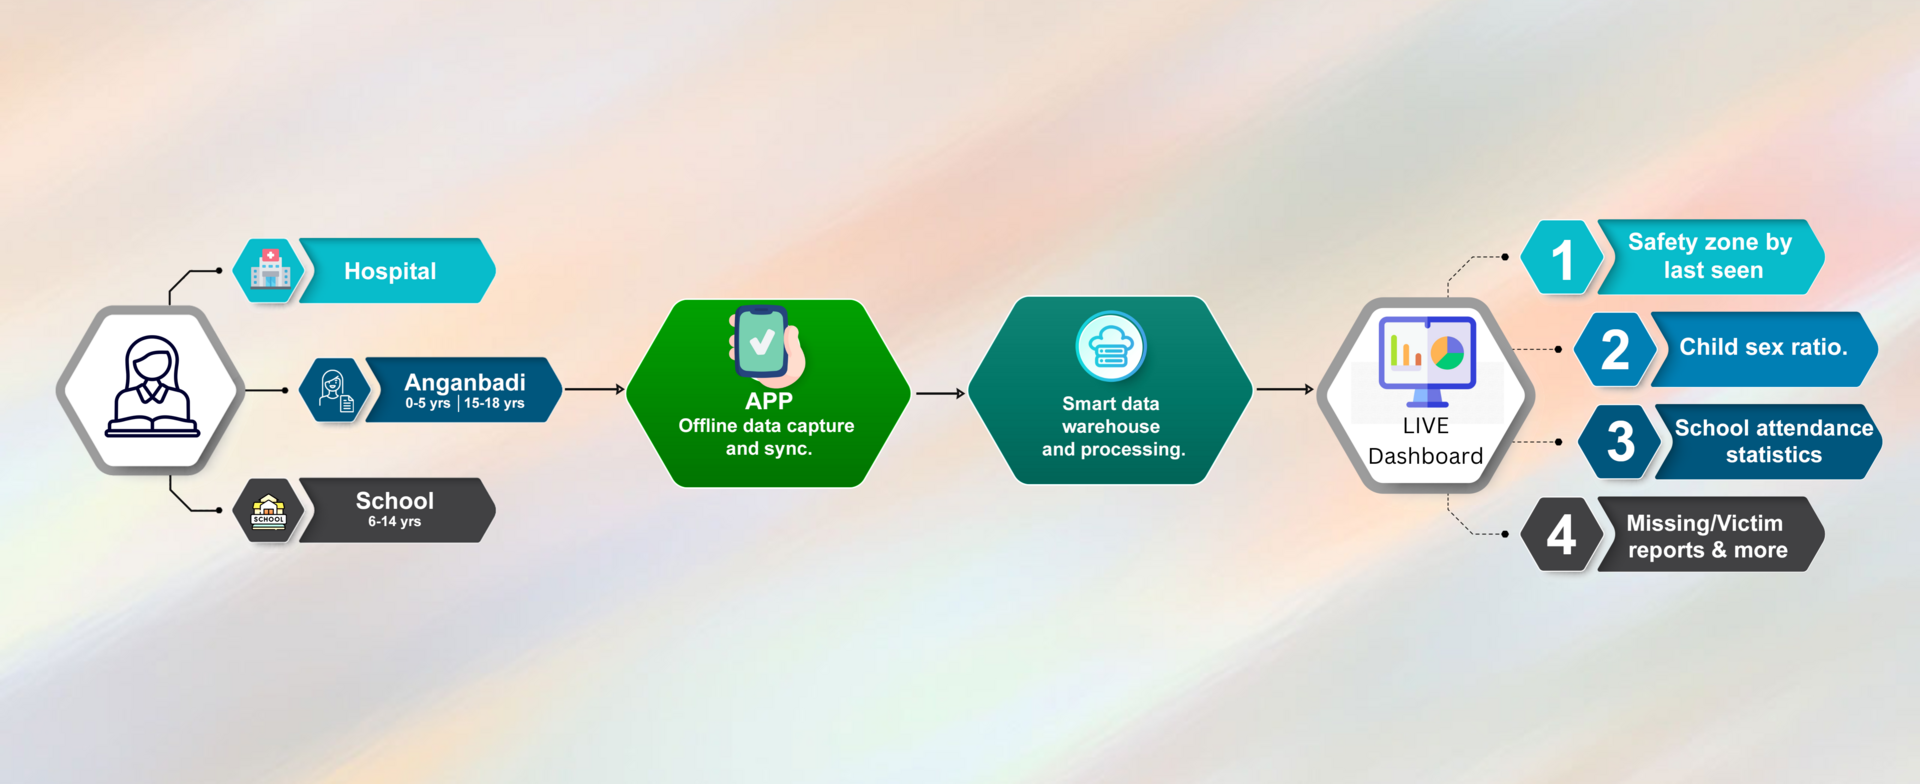 Hospital
Anganbadi
0-5 yrs | 15-18 yrs
SCHOOL
School
6-14 yrs
APP
Offline data capture
and sync.
Smart data
warehouse
and processing.
LIVE
Dashboard
1
Safety zone by
last seen
2
Child sex ratio.
3
School attendance
statistics
4
Missing/Victim
reports & more